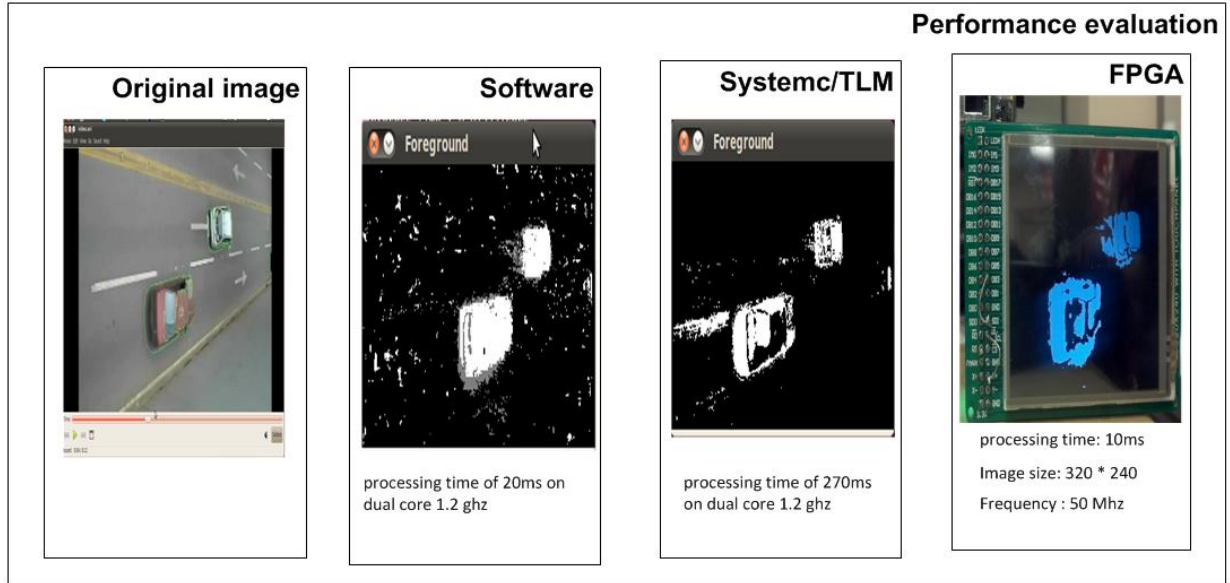 Performance evaluation
Original image
Software
Foreground
processing time of 20ms on
dual core 1.2 ghz
Systemc/TLM
Foreground
processing time of 270ms
on dual core 1.2 ghz
FPGA
processing time: 10ms
Image size: 320 * 240
Frequency : 50 Mhz